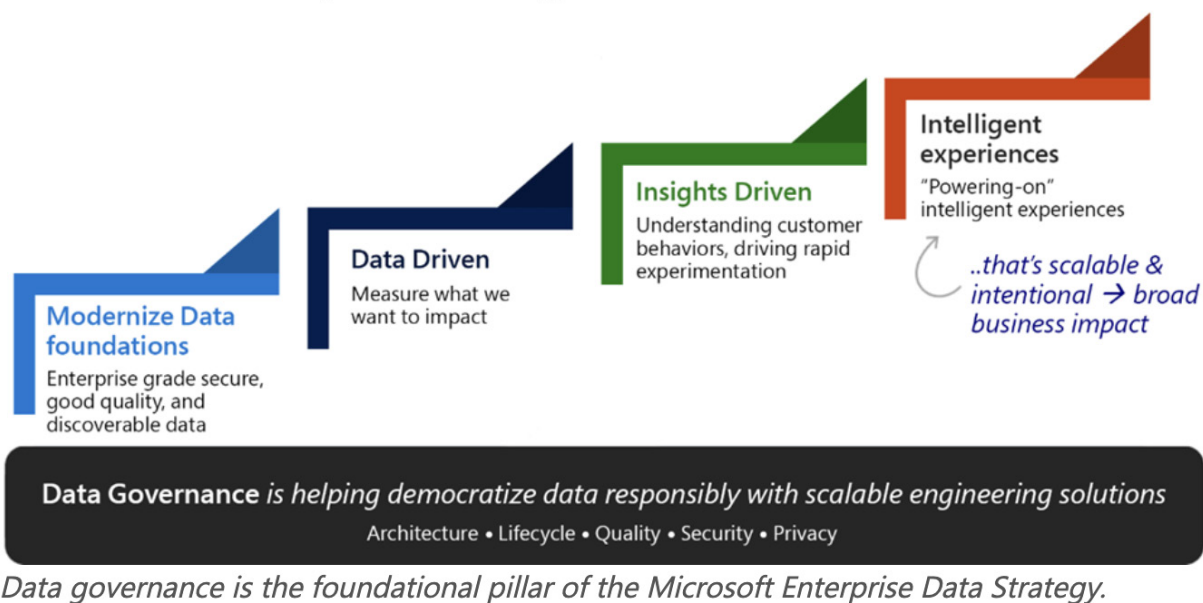 Modernize Data
foundations
Enterprise grade secure,
good quality, and
discoverable data
Data Driven
Measure what we
want to impact
Insights Driven
Understanding customer
behaviors, driving rapid
experimentation
Intelligent
experiences
“Powering-on”
intelligent experiences
..that's scalable &
intentional → broad
business impact
Data Governance is helping democratize data responsibly with scalable engineering solutions
Architecture • Lifecycle • Quality • Security • Privacy
Data governance is the foundational pillar of the Microsoft Enterprise Data Strategy.